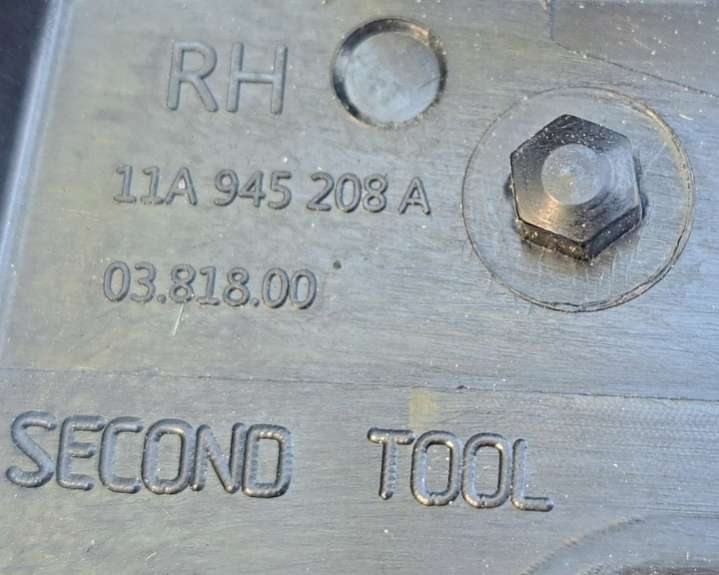 RH
11A 945 208 A
03.818.00
SECOND TOOL